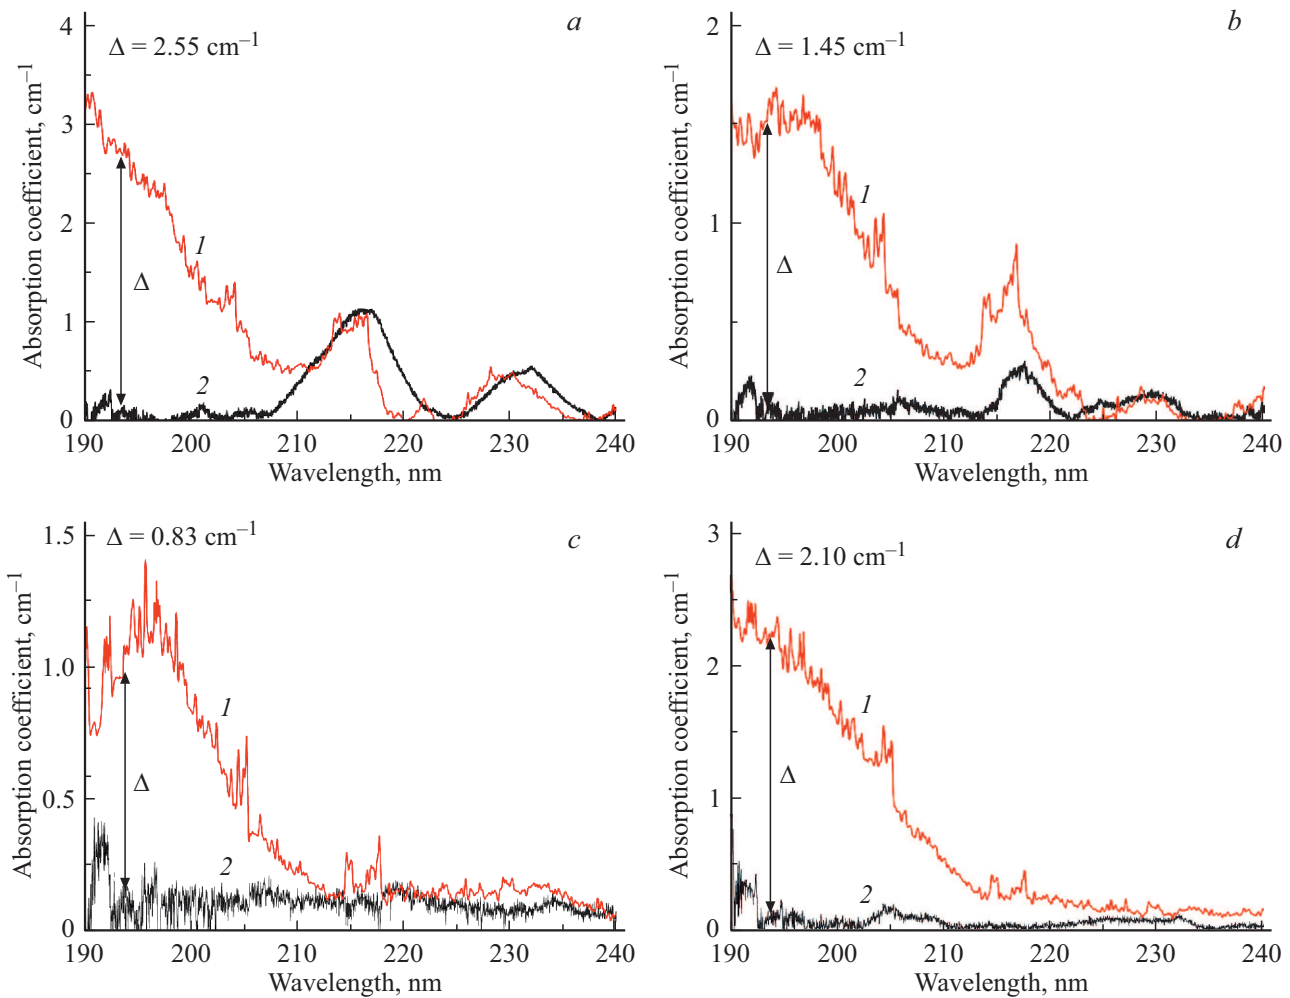 a
Δ = 2.55 cm⁻¹
Absorption coefficient, cm⁻¹
4
3
2
1
0
1
Δ
2
190 200 210 220 230 240
Wavelength, nm
b
Δ = 1.45 cm⁻¹
Absorption coefficient, cm⁻¹
2
1
0
1
Δ
2
190 200 210 220 230 240
Wavelength, nm
c
Δ = 0.83 cm⁻¹
Absorption coefficient, cm⁻¹
1.5
1.0
0.5
0
1
Δ
2
190 200 210 220 230 240
Wavelength, nm
d
Δ = 2.10 cm⁻¹
Absorption coefficient, cm⁻¹
3
2
1
0
1
Δ
2
190 200 210 220 230 240
Wavelength, nm